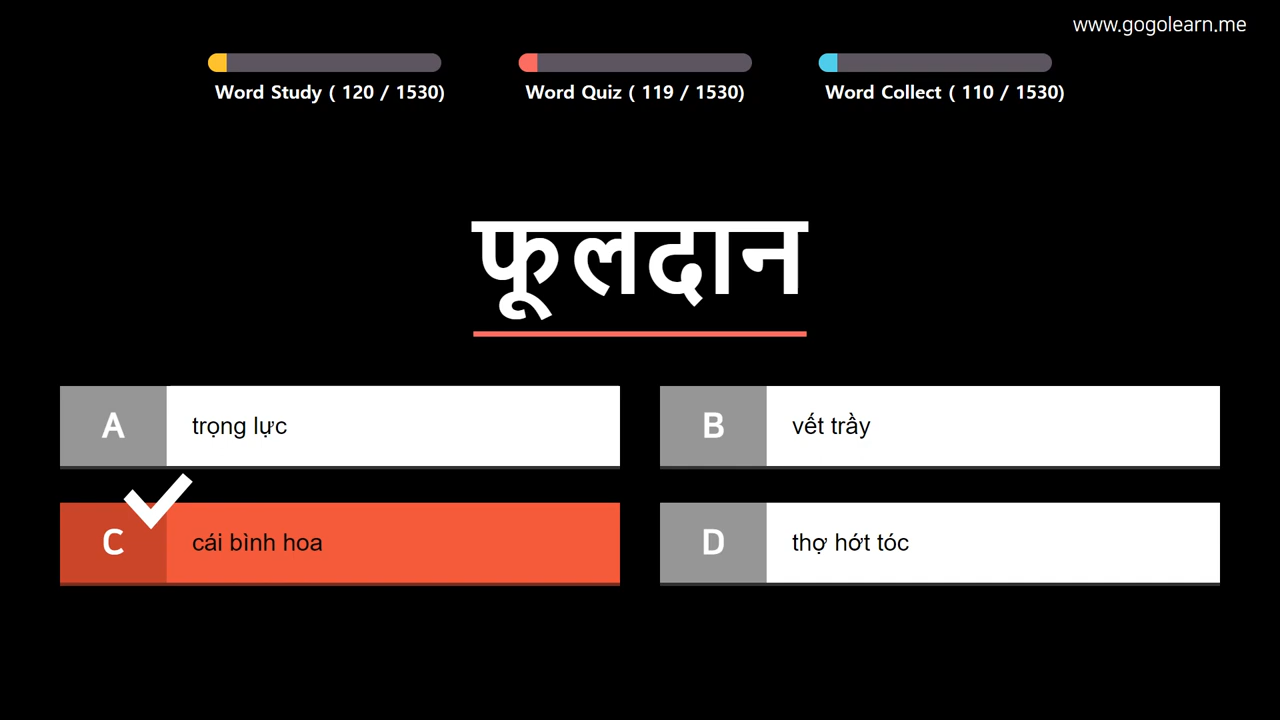 www.gogolearn.me
Word Study ( 120 / 1530)
Word Quiz ( 119 / 1530)
Word Collect ( 110 / 1530)
फूलदान
A trọng lực
B vết trầy
C cái bình hoa
D thợ hớt tóc